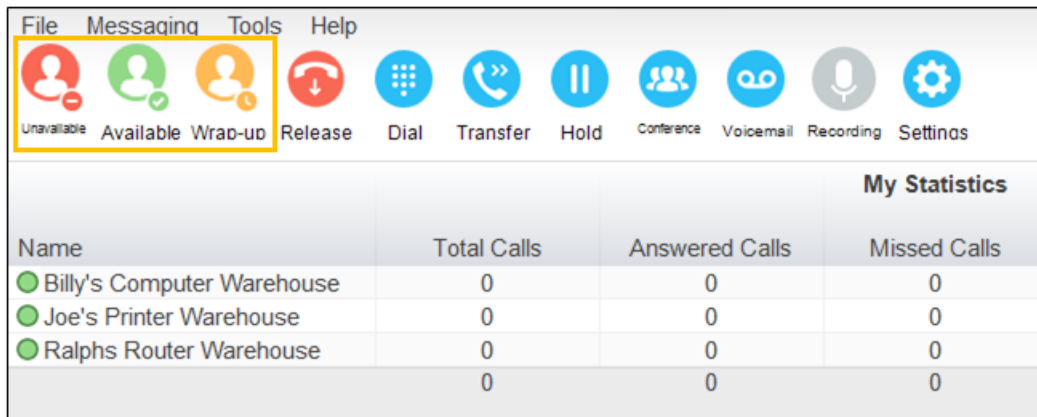 File Messaging Tools Help
Unavailable Available Wrap-up Release Dial Transfer Hold Conference Voicemail Recording Settings
My Statistics
Name Total Calls Answered Calls Missed Calls
Billy's Computer Warehouse 0 0 0
Joe's Printer Warehouse 0 0 0
Ralphs Router Warehouse 0 0 0
0 0 0